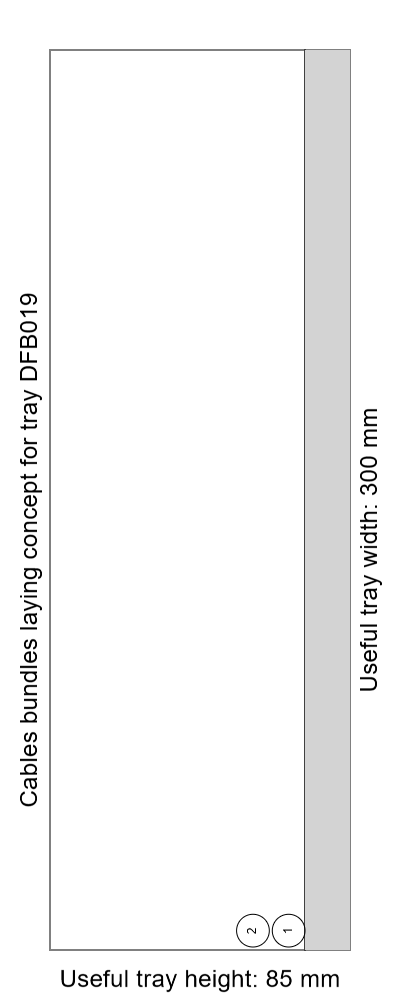 Cables bundles laying concept for tray DFB019
Useful tray width: 300 mm
2
1
Useful tray height: 85 mm